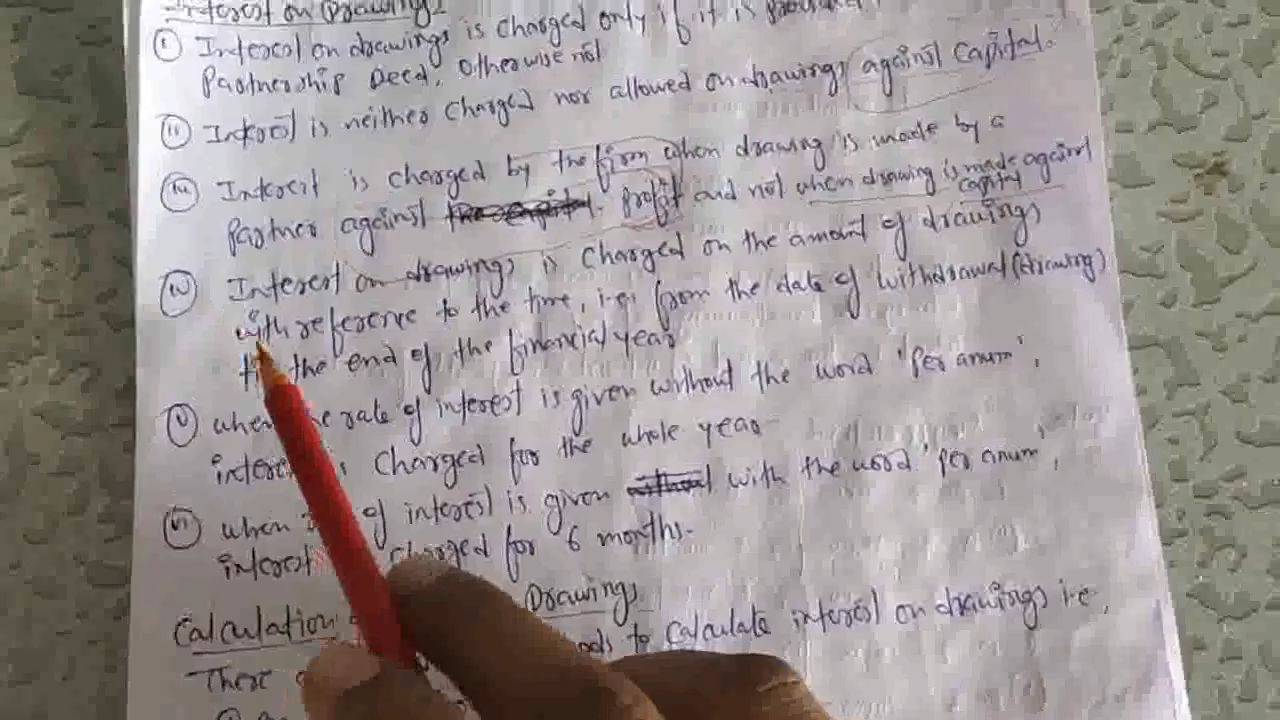 Interest on Drawings
① Interest on drawings is charged only if it is
Partnership Deed. Otherwise not
(ii) Interest is neither charged nor allowed on drawings against Capital.
(iii) Interest is charged by the firm when drawing is made by a
Partner against Profit and not when drawing is made against
capital
(iv) Interest on drawings is charged on the amount of drawings
with reference to the time, i.e. from the date of withdrawal (drawing)
the end of the financial year
(v) when rate of interest is given without the word 'Per anum',
interest charged for the whole year
(vi) when of interest is given with the word 'Per anum',
interest charged for 6 months.
Calculation Drawings
There to calculate interest on drawings i.e,